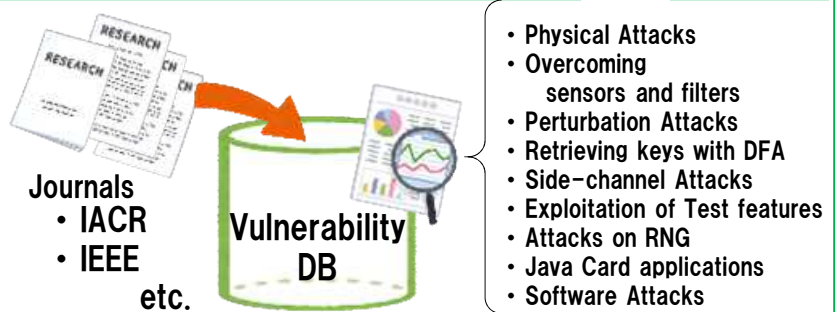 RESEARCH
RESEARCH
CH
CH
Journals
・IACR
・IEEE
etc.
Vulnerability
DB
・Physical Attacks
・Overcoming
sensors and filters
・Perturbation Attacks
・Retrieving keys with DFA
・Side-channel Attacks
・Exploitation of Test features
・Attacks on RNG
・Java Card applications
・Software Attacks